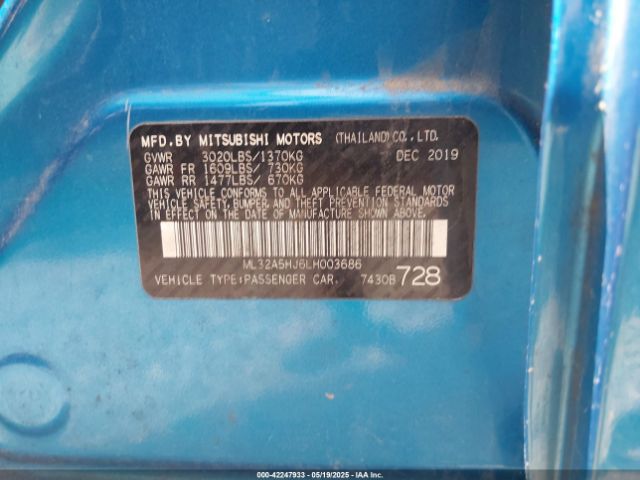 MFD.BY MITSUBISHI MOTORS (THAILAND)CO.,LTD.
GVWR 3020LBS/1370KG DEC 2019
GAWR FR 1609LBS/ 730KG
GAWR RR 1477LBS/ 670KG
THIS VEHICLE CONFORMS TO ALL APPLICABLE FEDERAL MOTOR
VEHICLE SAFETY, BUMPER, AND THEFT PREVENTION STANDARDS
IN EFFECT ON THE DATE OF MANUFACTURE SHOWN ABOVE.
ML32A5HJ6LH003686
VEHICLE TYPE:PASSENGER CAR. 7430B 728
000-42247933 - 05/19/2025 - IAAI.com